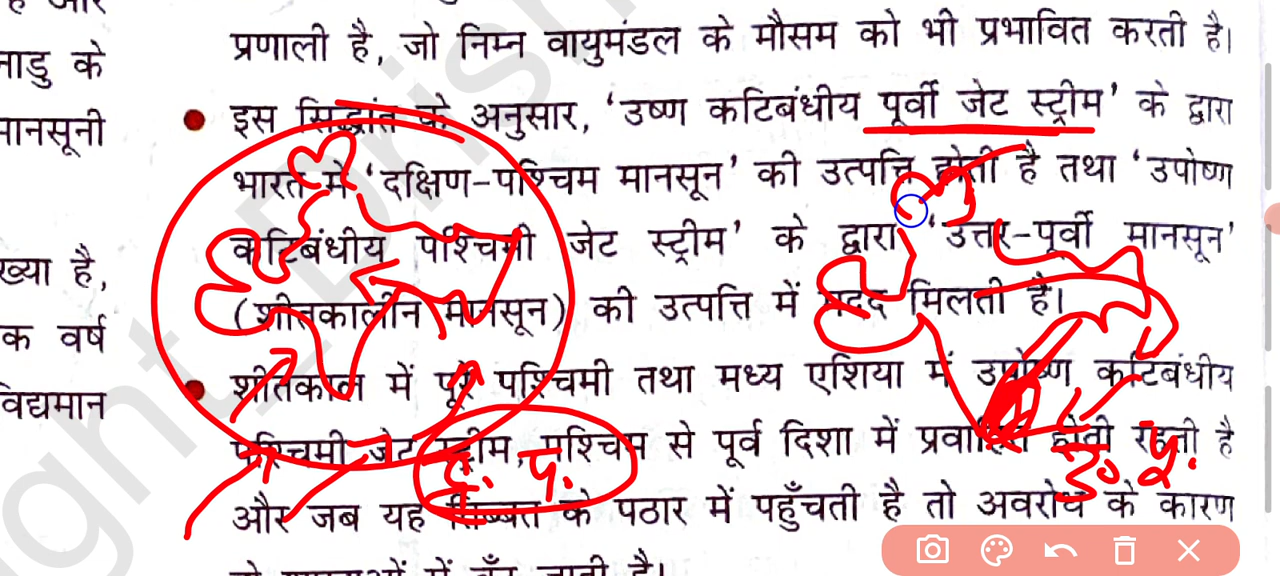 प्रणाली है, जो निम्न वायुमंडल के मौसम को भी प्रभावित करती है।
नाडु के
● इस सिद्धांत के अनुसार, 'उष्ण कटिबंधीय पूर्वी जेट स्ट्रीम' के द्वारा
मानसूनी
भारत में 'दक्षिण-पश्चिम मानसून' की उत्पत्ति होती है तथा 'उपोष्ण
कटिबंधीय पश्चिमी जेट स्ट्रीम' के द्वारा 'उत्तर-पूर्वी मानसून'
ख्या है,
(शीतकालीन मानसून) की उत्पत्ति में मदद मिलती है।
क वर्ष
● शीतकाल में पूरे पश्चिमी तथा मध्य एशिया में उपोष्ण कटिबंधीय
विद्यमान
पश्चिमी जेट स्ट्रीम, पश्चिम से पूर्व दिशा में प्रवाहित होती रहती है
द. प.
उ. पू.
और जब यह तिब्बत के पठार में पहुँचती है तो अवरोध के कारण